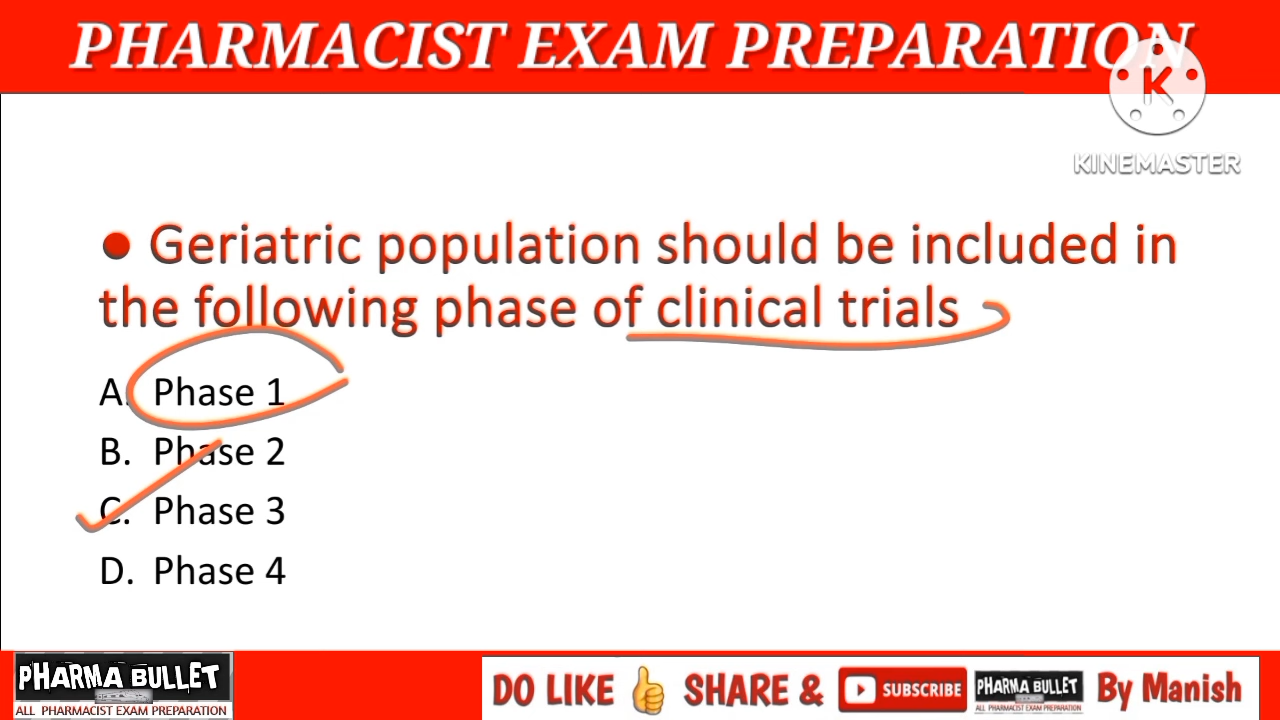 PHARMACIST EXAM PREPARATION
K
KINEMASTER
● Geriatric population should be included in
the following phase of clinical trials
A. Phase 1
B. Phase 2
C. Phase 3
D. Phase 4
PHARMA BULLET
ALL PHARMACIST EXAM PREPARATION
DO LIKE 👍 SHARE & SUBSCRIBE PHARMA BULLET By Manish
ALL PHARMACIST EXAM PREPARATION